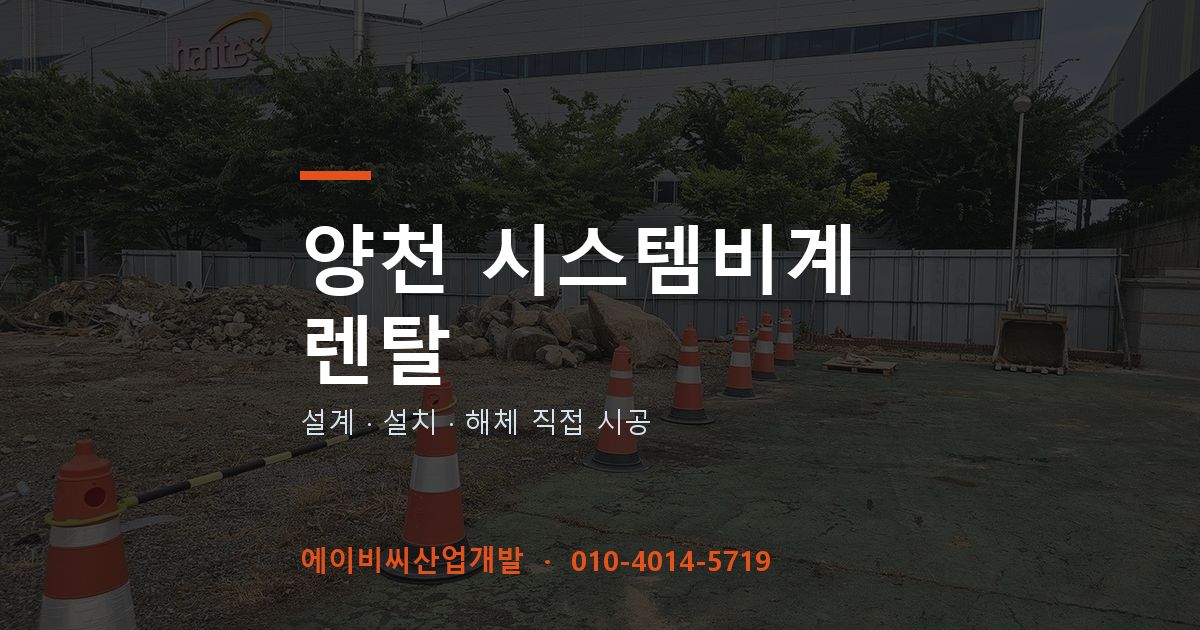 hantes
양천 시스템비계
렌탈
설계 · 설치 · 해체 직접 시공
에이비씨산업개발 · 010-4014-5719